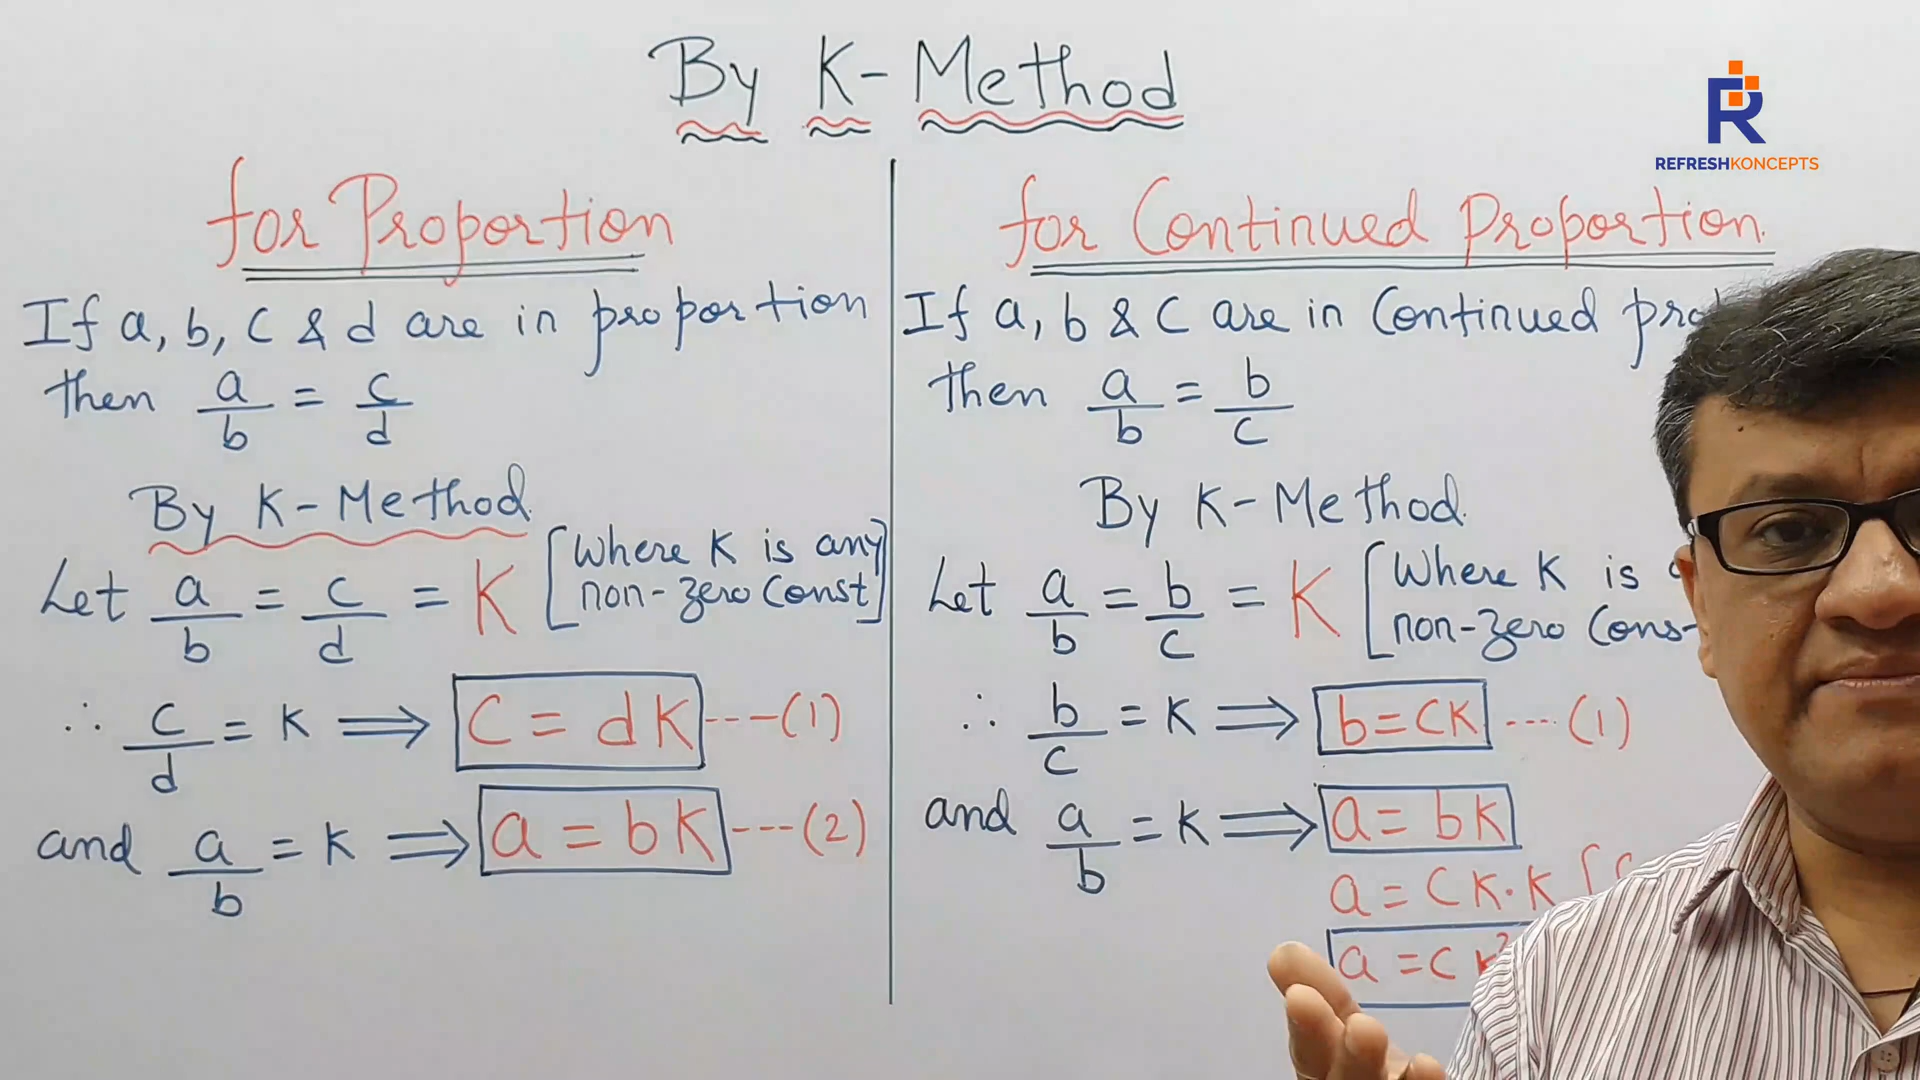 By K-Method
REFRESHKONCEPTS
for Proportion
If a, b, c & d are in proportion
then a/b = c/d
By K-Method
Let a/b = c/d = K [Where K is any non-zero Const]
∴ c/d = K ⟹ c = dK ---(1)
and a/b = K ⟹ a = bK ---(2)
for Continued Proportion.
If a, b & c are in Continued
then a/b = b/c
By K-Method.
Let a/b = b/c = K [Where K is
non-zero Cons
∴ b/c = K ⟹ b = CK ---(1)
and a/b = K ⟹ a = bK
a = CK·K
a = CK²